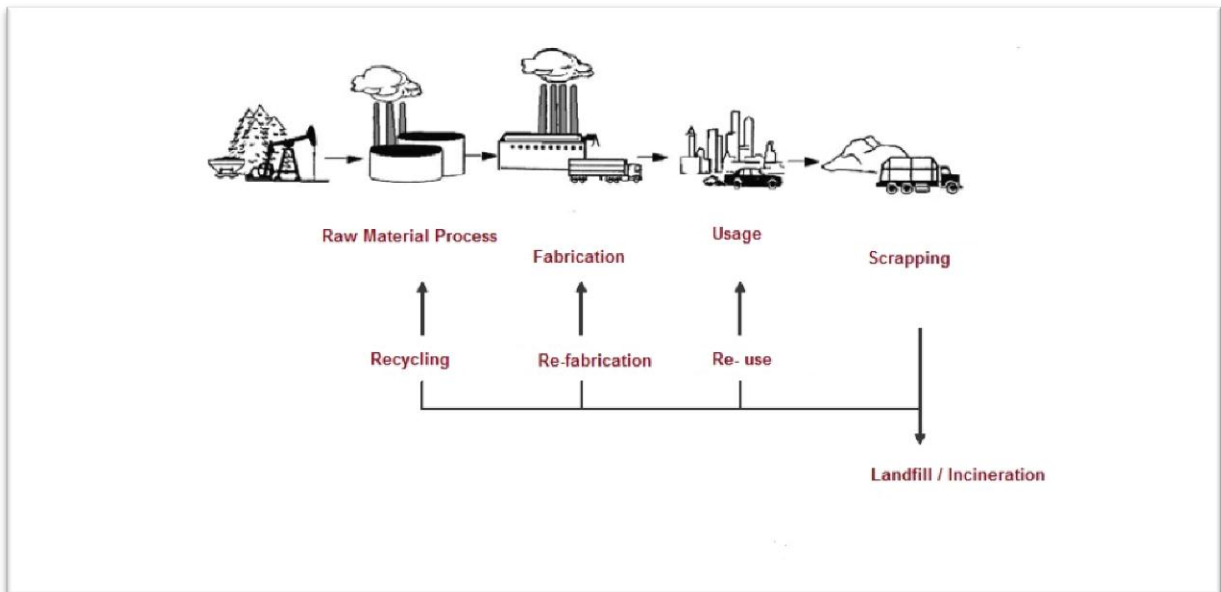 Raw Material Process
Fabrication
Usage
Scrapping
Recycling
Re-fabrication
Re- use
Landfill / Incineration